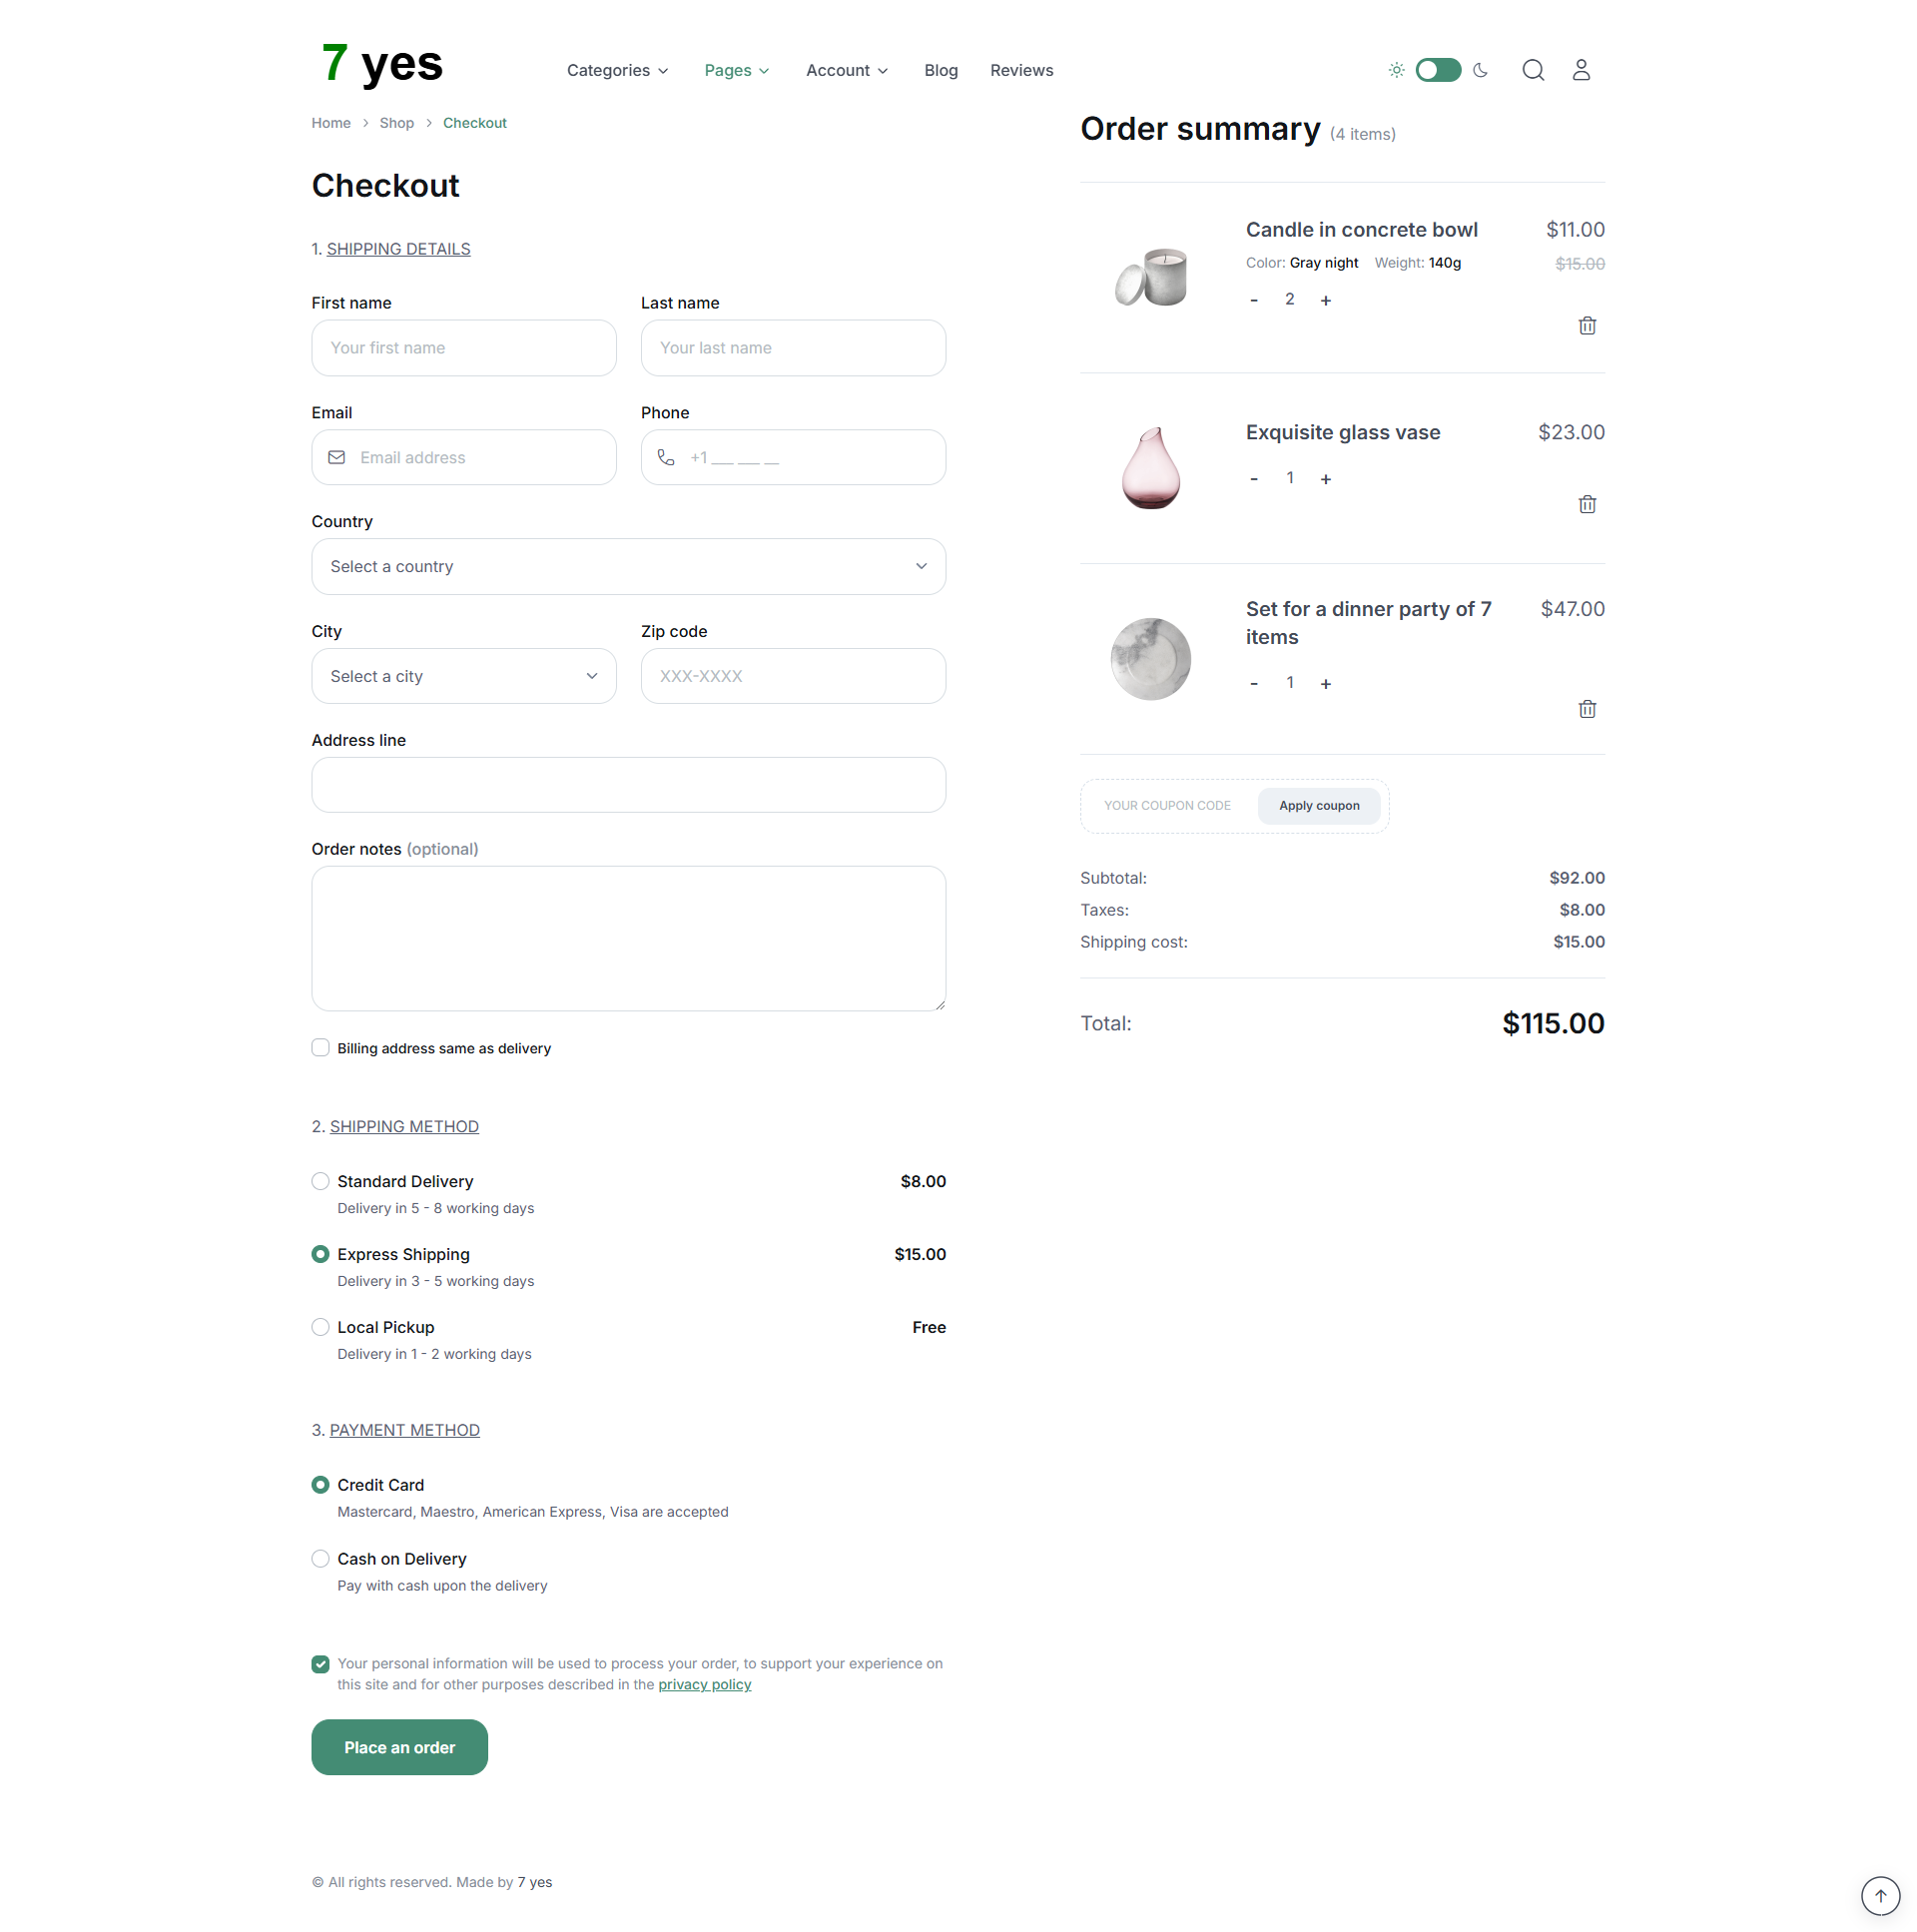 7 yes
Categories
Pages
Account
Blog
Reviews
Home > Shop > Checkout
Checkout
1. SHIPPING DETAILS
First name
Last name
Your first name
Your last name
Email
Phone
Email address
+1 ___ ___ __
Country
Select a country
City
Zip code
Select a city
XXX-XXXX
Address line
Order notes (optional)
Billing address same as delivery
2. SHIPPING METHOD
Standard Delivery $8.00
Delivery in 5 - 8 working days
Express Shipping $15.00
Delivery in 3 - 5 working days
Local Pickup Free
Delivery in 1 - 2 working days
3. PAYMENT METHOD
Credit Card
Mastercard, Maestro, American Express, Visa are accepted
Cash on Delivery
Pay with cash upon the delivery
Your personal information will be used to process your order, to support your experience on
this site and for other purposes described in the privacy policy
Place an order
Order summary (4 items)
Candle in concrete bowl $11.00
Color: Gray night Weight: 140g $15.00
- 2 +
Exquisite glass vase $23.00
- 1 +
Set for a dinner party of 7 $47.00
items
- 1 +
YOUR COUPON CODE Apply coupon
Subtotal: $92.00
Taxes: $8.00
Shipping cost: $15.00
Total: $115.00
© All rights reserved. Made by 7 yes